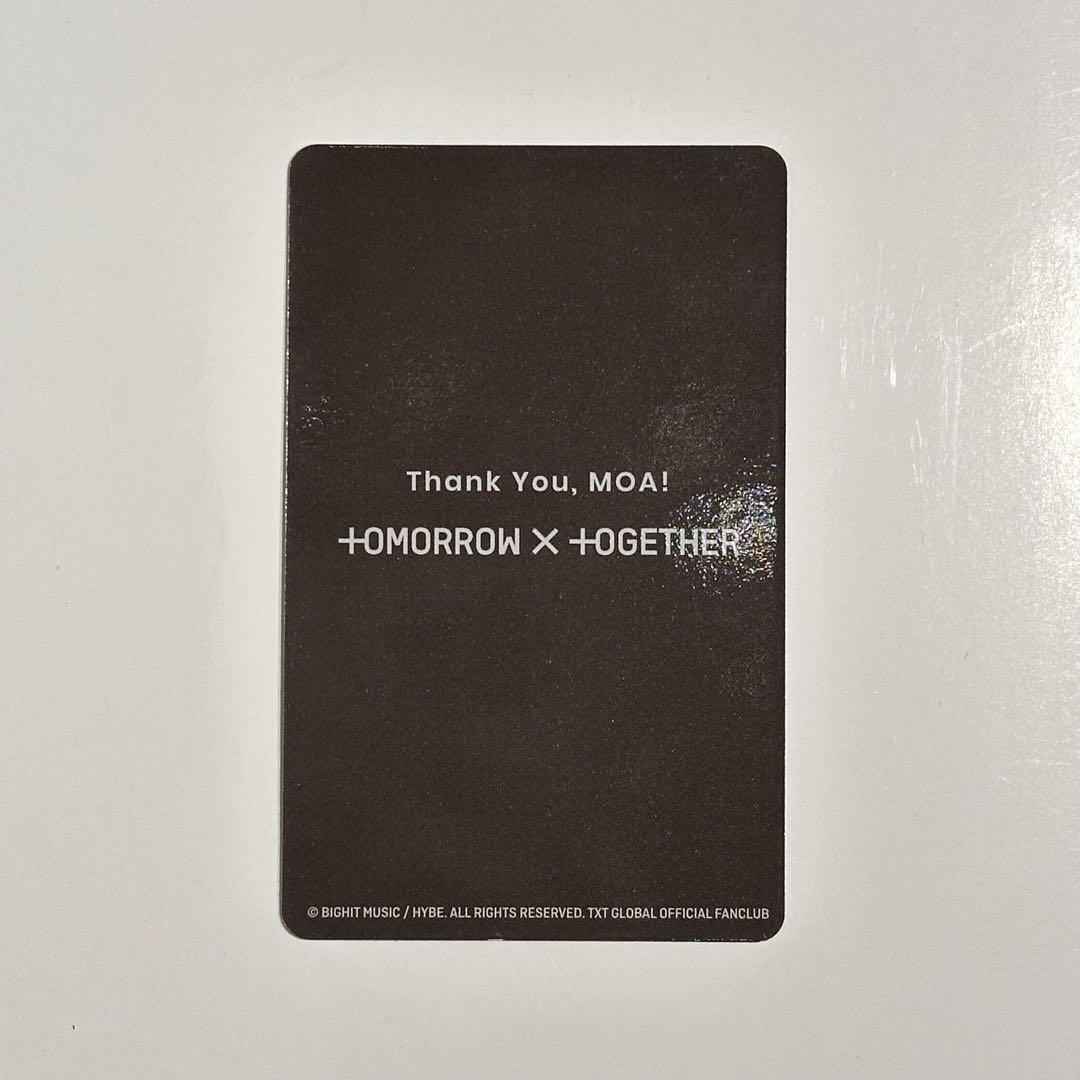 Thank You, MOA!
TOMORROW X TOGETHER
© BIGHIT MUSIC / HYBE. ALL RIGHTS RESERVED. TXT GLOBAL OFFICIAL FANCLUB